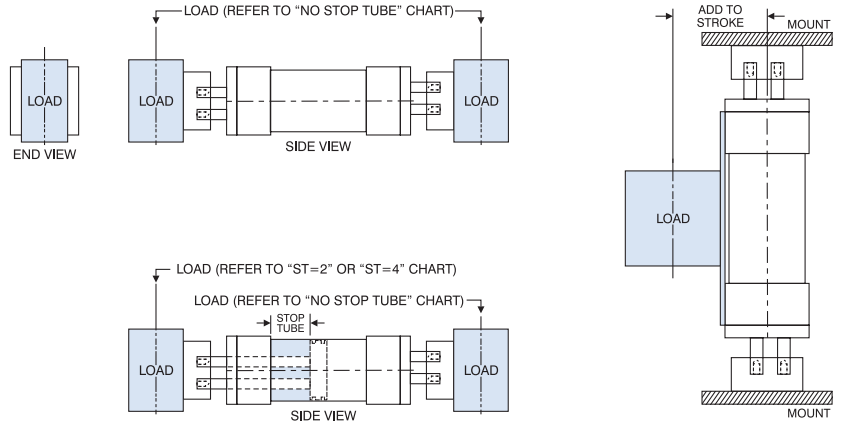 LOAD (REFER TO “NO STOP TUBE” CHART)
LOAD
END VIEW
LOAD
LOAD
SIDE VIEW
LOAD (REFER TO “ST=2” OR “ST=4” CHART)
LOAD (REFER TO “NO STOP TUBE” CHART)
STOP
TUBE
LOAD
LOAD
SIDE VIEW
ADD TO
STROKE
MOUNT
LOAD
MOUNT